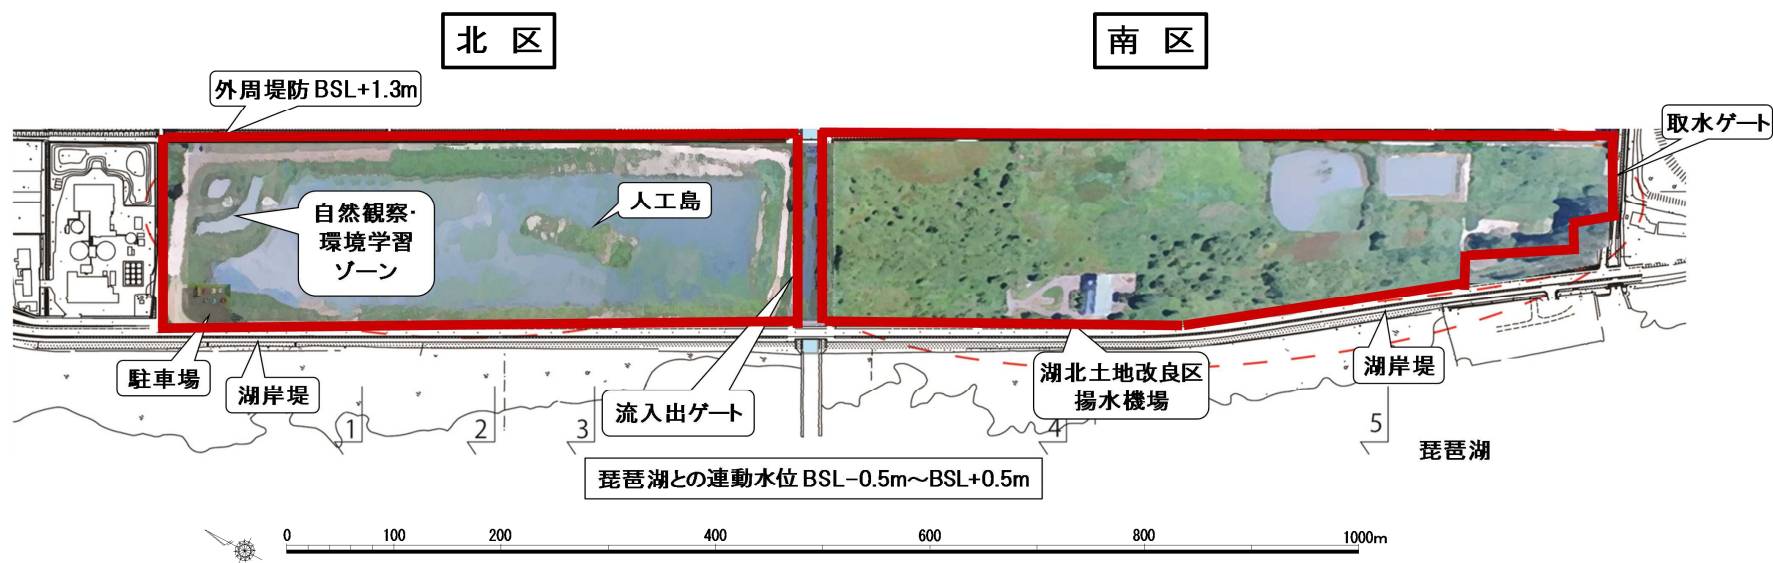 北 区
南 区
外周堤防 BSL+1.3m
取水ゲート
自然観察・
環境学習
ゾーン
人工島
駐車場
湖岸堤
流入出ゲート
湖北土地改良区
揚水機場
湖岸堤
1
2
3
4
5
琵琶湖
琵琶湖との連動水位 BSL-0.5m～BSL+0.5m
0 100 200 400 600 800 1000m